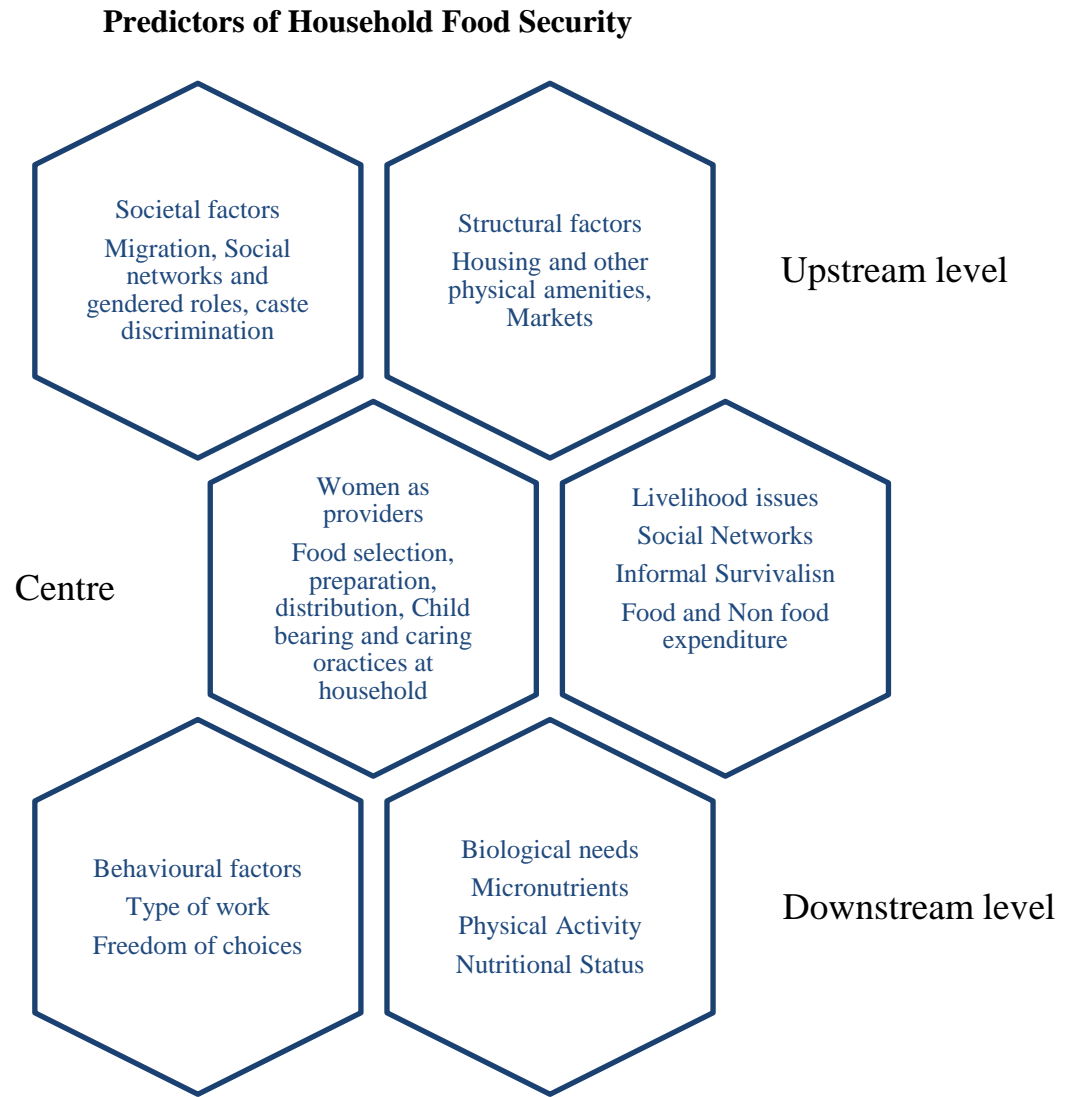 Predictors of Household Food Security
Societal factors
Migration, Social
networks and
gendered roles, caste
discrimination
Structural factors
Housing and other
physical amenities,
Markets
Upstream level
Centre
Women as
providers
Food selection,
preparation,
distribution, Child
bearing and caring
oractices at
household
Livelihood issues
Social Networks
Informal Survivalisn
Food and Non food
expenditure
Behavioural factors
Type of work
Freedom of choices
Biological needs
Micronutrients
Physical Activity
Nutritional Status
Downstream level